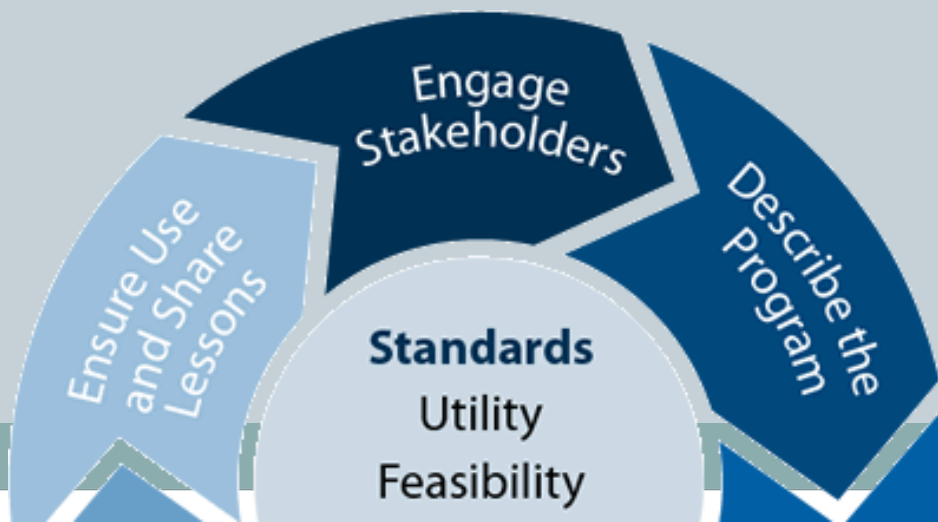 Engage
Stakeholders
Describe the
Program
Ensure Use
and Share
Lessons
Standards
Utility
Feasibility